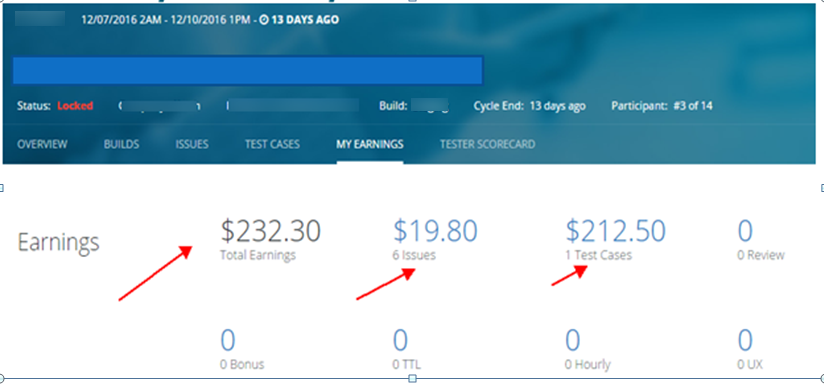 12/07/2016 2AM - 12/10/2016 1PM - 13 DAYS AGO
Status: Locked Build: Cycle End: 13 days ago Participant: #3 of 14
OVERVIEW BUILDS ISSUES TEST CASES MY EARNINGS TESTER SCORECARD
Earnings
$232.30 $19.80 $212.50 0
Total Earnings 6 Issues 1 Test Cases 0 Review
0 0 0 0
0 Bonus 0 TTL 0 Hourly 0 UX